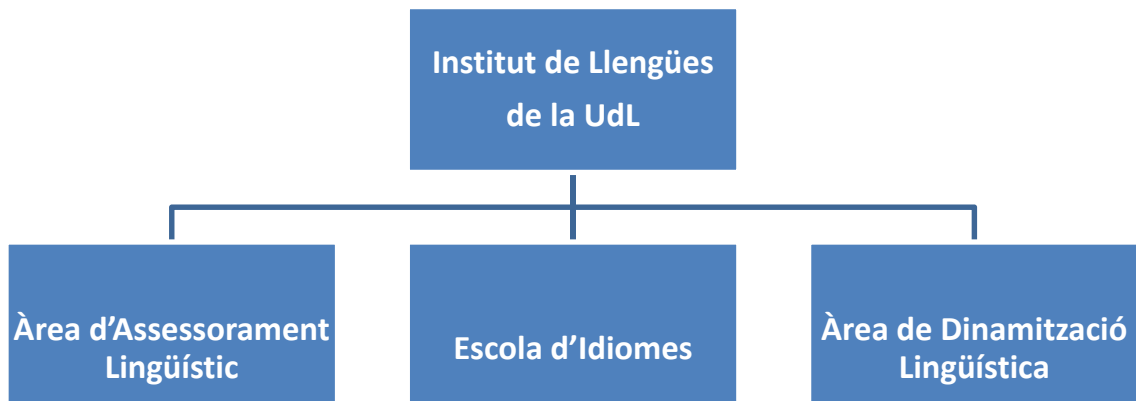 Institut de Llengües
de la UdL
Àrea d’Assessorament
Lingüístic
Escola d’Idiomes
Àrea de Dinamització
Lingüística